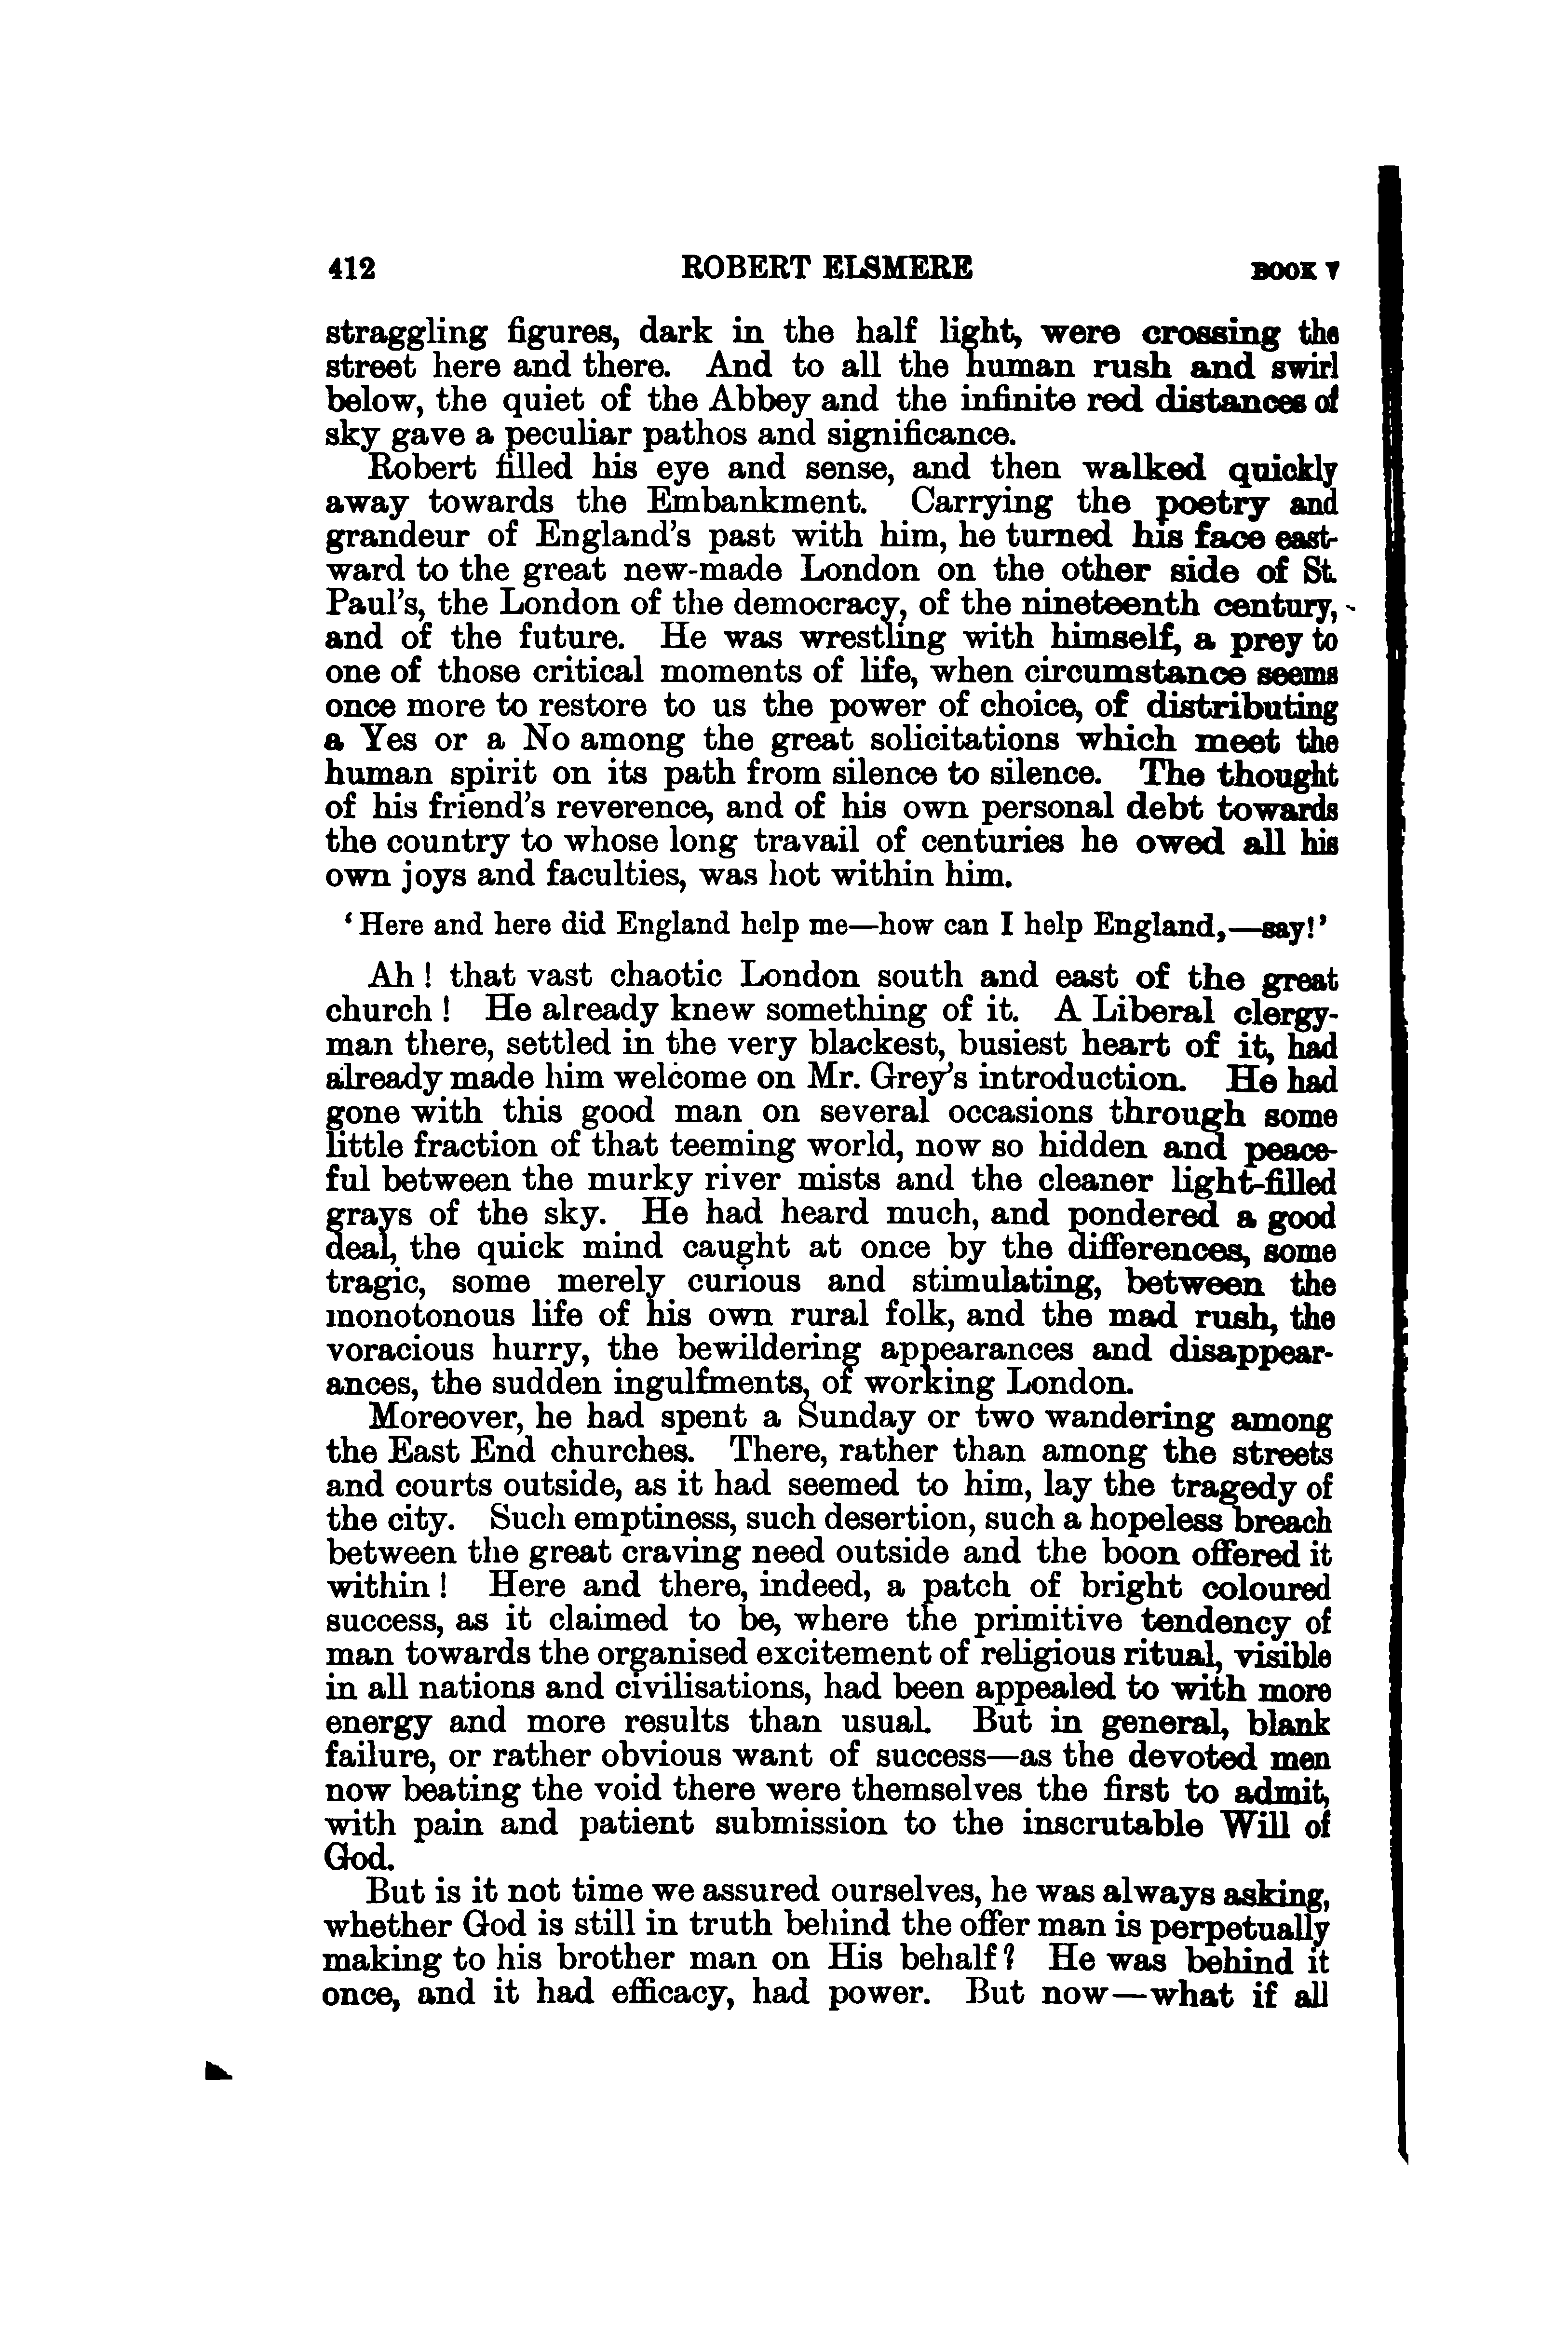 412 ROBERT ELSMERE BOOK V
straggling figures, dark in the half light, were crossing the
street here and there. And to all the human rush and swirl
below, the quiet of the Abbey and the infinite red distances of
sky gave a peculiar pathos and significance.
Robert filled his eye and sense, and then walked quickly
away towards the Embankment. Carrying the poetry and
grandeur of England's past with him, he turned his face east-
ward to the great new-made London on the other side of St.
Paul's, the London of the democracy, of the nineteenth century,
and of the future. He was wrestling with himself, a prey to
one of those critical moments of life, when circumstance seems
once more to restore to us the power of choice, of distributing
a Yes or a No among the great solicitations which meet the
human spirit on its path from silence to silence. The thought
of his friend's reverence, and of his own personal debt towards
the country to whose long travail of centuries he owed all his
own joys and faculties, was hot within him.
‘Here and here did England help me—how can I help England,—say!’
Ah! that vast chaotic London south and east of the great
church! He already knew something of it. A Liberal clergy-
man there, settled in the very blackest, busiest heart of it, had
already made him welcome on Mr. Grey's introduction. He had
gone with this good man on several occasions through some
little fraction of that teeming world, now so hidden and peace-
ful between the murky river mists and the cleaner light-filled
grays of the sky. He had heard much, and pondered a good
deal, the quick mind caught at once by the differences, some
tragic, some merely curious and stimulating, between the
monotonous life of his own rural folk, and the mad rush, the
voracious hurry, the bewildering appearances and disappear-
ances, the sudden ingulfments, of working London.
Moreover, he had spent a Sunday or two wandering among
the East End churches. There, rather than among the streets
and courts outside, as it had seemed to him, lay the tragedy of
the city. Such emptiness, such desertion, such a hopeless breach
between the great craving need outside and the boon offered it
within! Here and there, indeed, a patch of bright coloured
success, as it claimed to be, where the primitive tendency of
man towards the organised excitement of religious ritual, visible
in all nations and civilisations, had been appealed to with more
energy and more results than usual. But in general, blank
failure, or rather obvious want of success—as the devoted men
now beating the void there were themselves the first to admit,
with pain and patient submission to the inscrutable Will of
God.
But is it not time we assured ourselves, he was always asking,
whether God is still in truth behind the offer man is perpetually
making to his brother man on His behalf? He was behind it
once, and it had efficacy, had power. But now—what if all